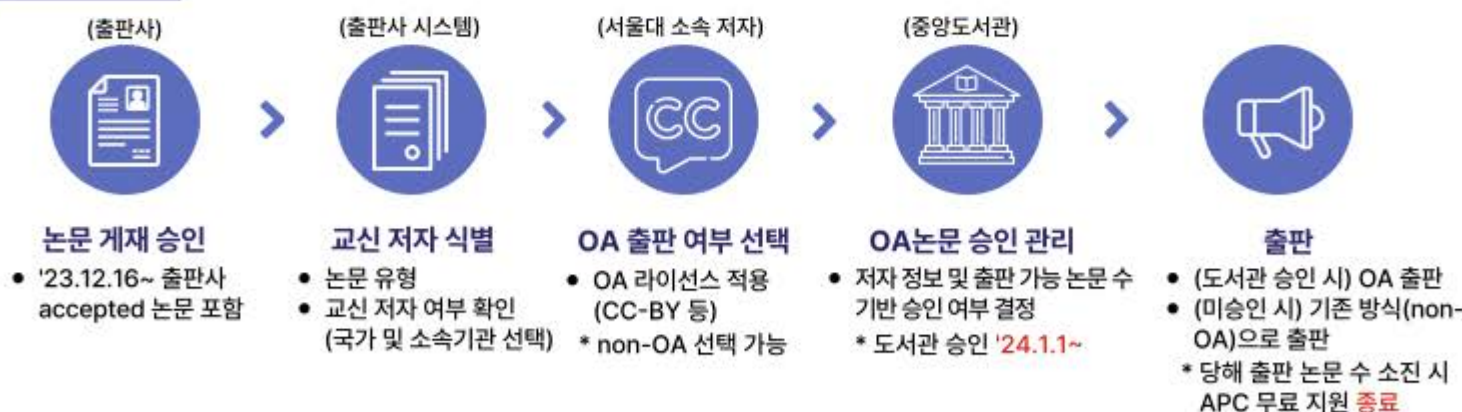 (출판사)
논문 게재 승인
• '23.12.16~ 출판사
accepted 논문 포함
(출판사 시스템)
교신 저자 식별
• 논문 유형
• 교신 저자 여부 확인
(국가 및 소속기관 선택)
(서울대 소속 저자)
CC
OA 출판 여부 선택
• OA 라이선스 적용
(CC-BY 등)
* non-OA 선택 가능
(중앙도서관)
OA논문 승인 관리
• 저자 정보 및 출판 가능 논문 수
기반 승인 여부 결정
* 도서관 승인 '24.1.1~
출판
• (도서관 승인 시) OA 출판
• (미승인 시) 기존 방식(non-
OA)으로 출판
* 당해 출판 논문 수 소진 시
APC 무료 지원 종료